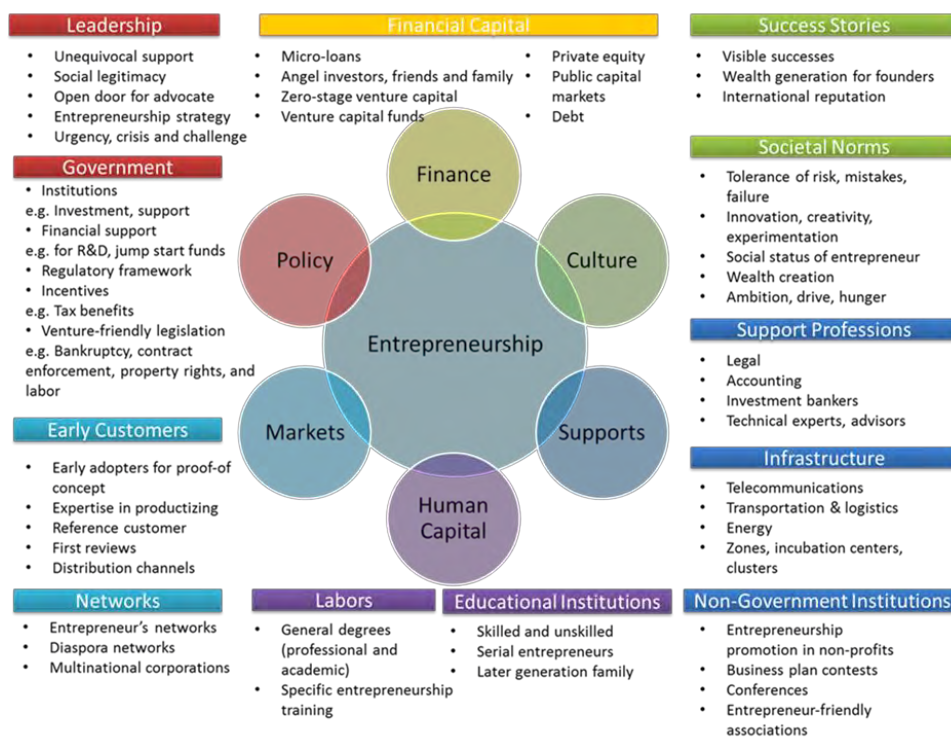 Leadership
• Unequivocal support
• Social legitimacy
• Open door for advocate
• Entrepreneurship strategy
• Urgency, crisis and challenge
Government
• Institutions
e.g. Investment, support
• Financial support
e.g. for R&D, jump start funds
• Regulatory framework
• Incentives
e.g. Tax benefits
• Venture-friendly legislation
e.g. Bankruptcy, contract
enforcement, property rights, and
labor
Early Customers
• Early adopters for proof-of
concept
• Expertise in productizing
• Reference customer
• First reviews
• Distribution channels
Networks
• Entrepreneur's networks
• Diaspora networks
• Multinational corporations
Financial Capital
• Micro-loans
• Angel investors, friends and family
• Zero-stage venture capital
• Venture capital funds
• Private equity
• Public capital
markets
• Debt
Finance
Policy
Culture
Entrepreneurship
Markets
Supports
Human
Capital
Labors
• General degrees
(professional and
academic)
• Specific entrepreneurship
training
Educational Institutions
• Skilled and unskilled
• Serial entrepreneurs
• Later generation family
Success Stories
• Visible successes
• Wealth generation for founders
• International reputation
Societal Norms
• Tolerance of risk, mistakes,
failure
• Innovation, creativity,
experimentation
• Social status of entrepreneur
• Wealth creation
• Ambition, drive, hunger
Support Professions
• Legal
• Accounting
• Investment bankers
• Technical experts, advisors
Infrastructure
• Telecommunications
• Transportation & logistics
• Energy
• Zones, incubation centers,
clusters
Non-Government Institutions
• Entrepreneurship
promotion in non-profits
• Business plan contests
• Conferences
• Entrepreneur-friendly
associations